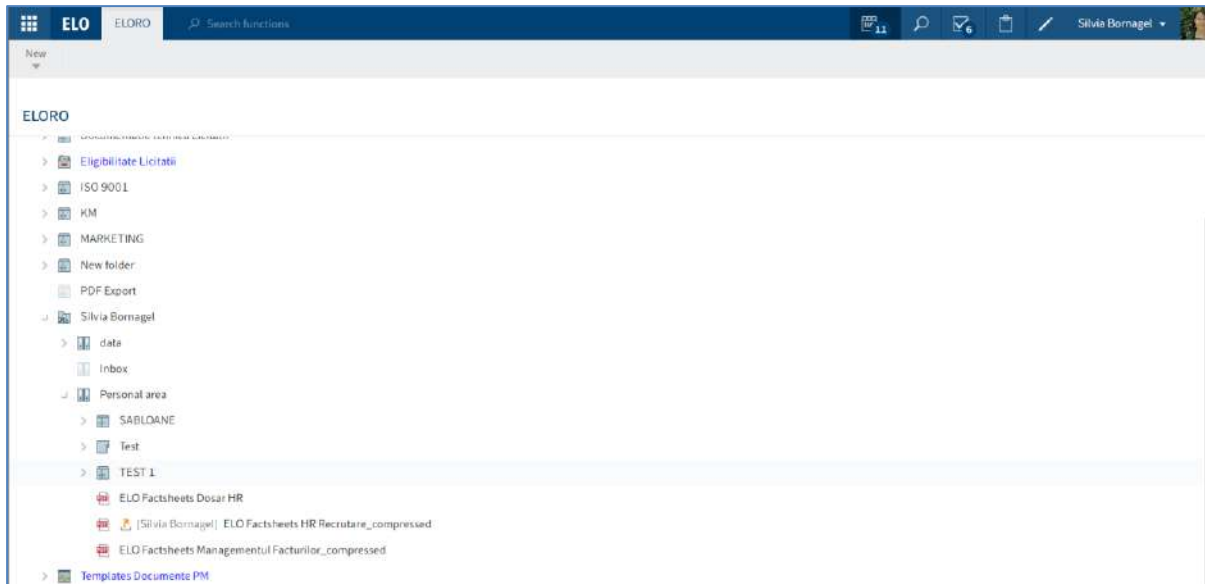 ELO ELORO Search functions 11 6 Silvia Bornagel
New
ELORO
Eligibilitate Licitatii
ISO 9001
KM
MARKETING
New folder
PDF Export
Silvia Bornagel
data
Inbox
Personal area
SABLOANE
Test
TEST 1
ELO Factsheets Dosar HR
[Silvia Bornagel] ELO Factsheets HR Recrutare_compressed
ELO Factsheets Managementul Facturilor_compressed
Templates Documente PM